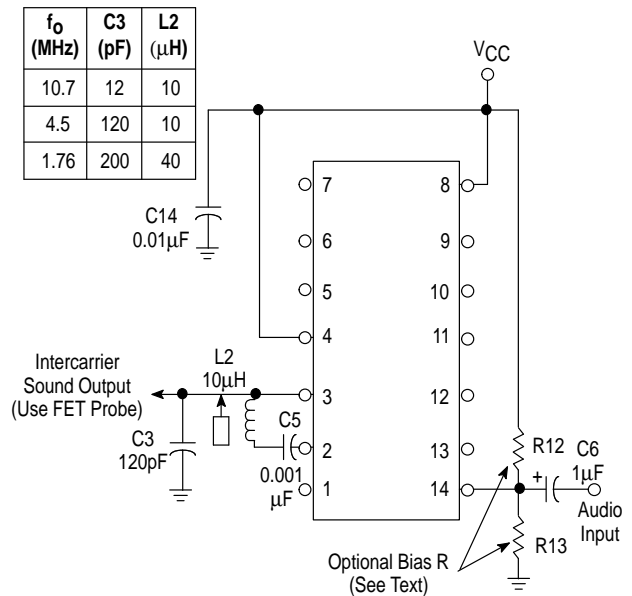 fo
(MHz)
C3
(pF)
L2
(μH)
10.7 12 10
4.5 120 10
1.76 200 40
VCC
C14
0.01μF
7
6
5
4
3
2
1
8
9
10
11
12
13
14
Intercarrier
Sound Output
(Use FET Probe)
L2
10μH
C3
120pF
C5
0.001
μF
R12
C6
+
1μF
Audio
Input
R13
Optional Bias R
(See Text)